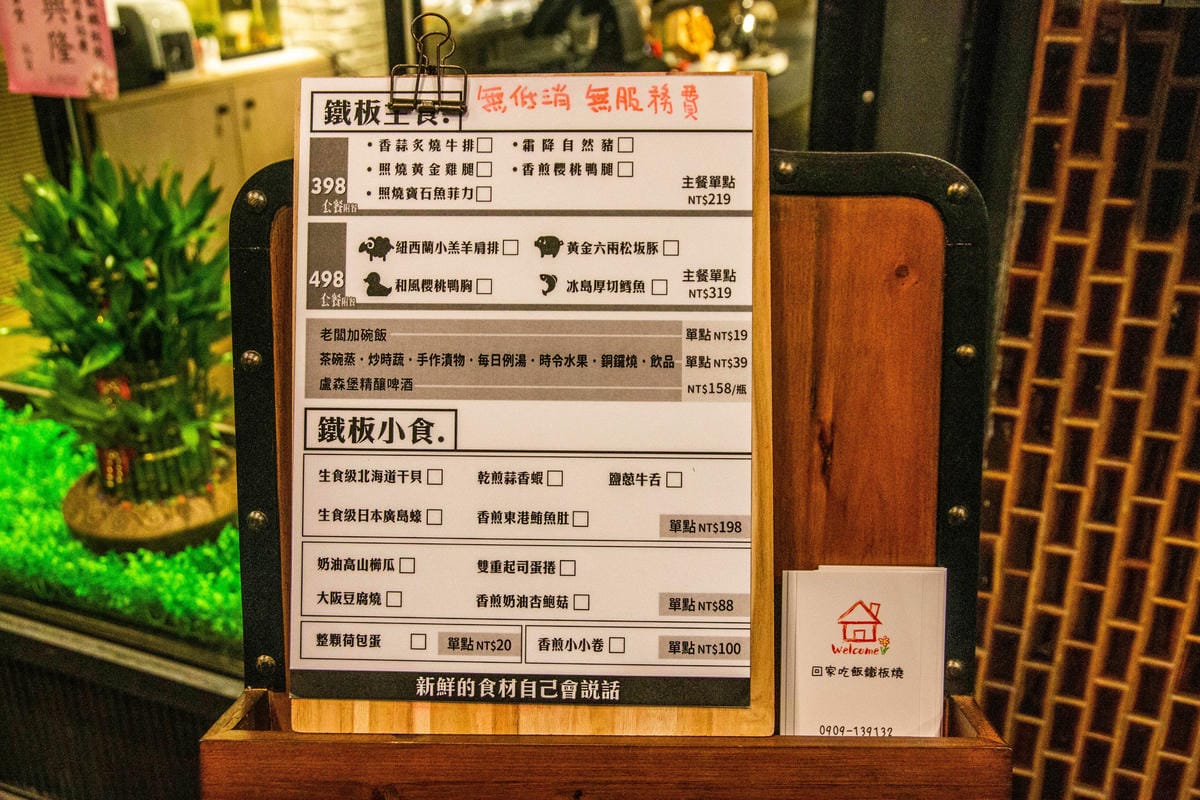 興隆
無低消 無服務費
鐵板主食.
• 香蒜炙燒牛排□ • 霜降自然豬□
• 照燒黃金雞腿□ • 香煎櫻桃鴨腿□
• 照燒寶石魚菲力□
398
套餐附餐
主餐單點
NT$219
紐西蘭小羔羊肩排□ 黃金六兩松坂豚□
和風櫻桃鴨胸□ 冰島厚切鱈魚□
498
套餐附餐
主餐單點
NT$319
老闆加碗飯 單點 NT$19
茶碗蒸・炒時蔬・手作漬物・每日例湯・時令水果・銅鑼燒・飲品 單點 NT$39
盧森堡精釀啤酒 NT$158/瓶
鐵板小食.
生食級北海道干貝□ 乾煎蒜香蝦□ 鹽蔥牛舌□
生食級日本廣島蠔□ 香煎東港鮪魚肚□ 單點 NT$198
奶油高山櫛瓜□ 雙重起司蛋捲□
大阪豆腐燒□ 香煎奶油杏鮑菇□ 單點 NT$88
整顆荷包蛋 □ 單點 NT$20 香煎小小卷□ 單點 NT$100
新鮮的食材自己會說話
Welcome
回家吃飯鐵板燒
0909-139132